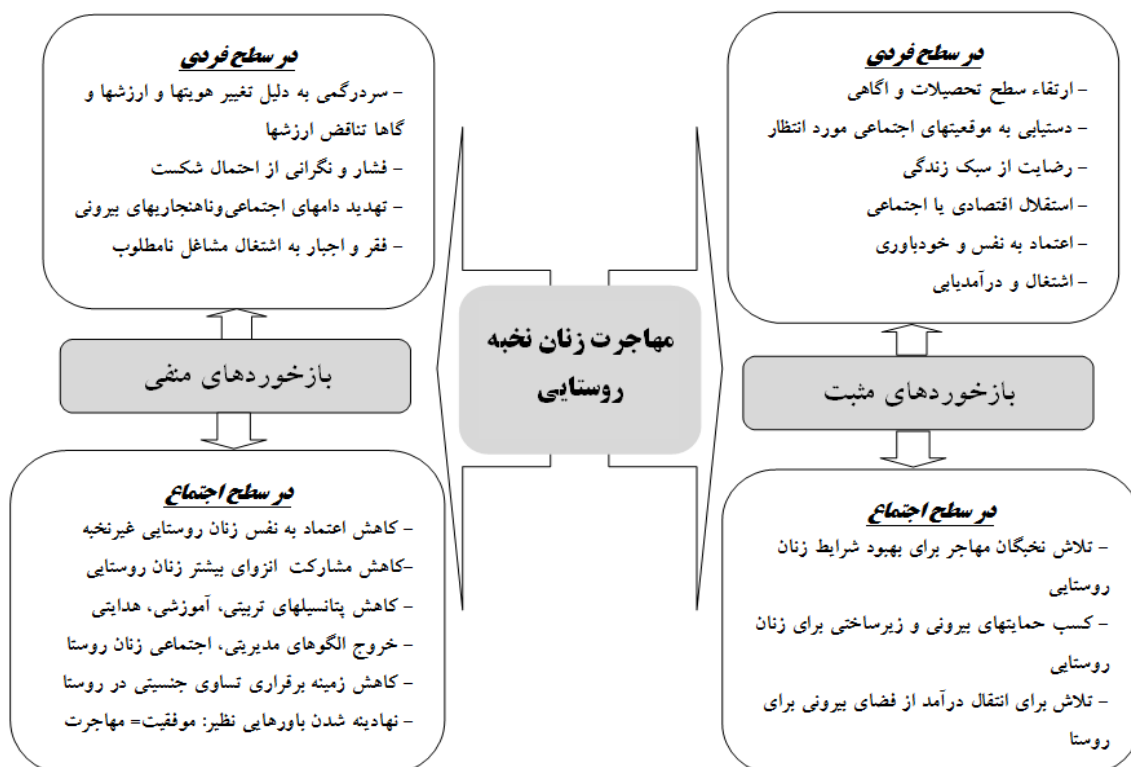 در سطح فردی
- ارتقاء سطح تحصیلات و اگاهی
- دستیابی به موقعیتهای اجتماعی مورد انتظار
- رضایت از سبک زندگی
- استقلال اقتصادی یا اجتماعی
- اعتماد به نفس و خودباوری
- اشتغال و درآمدیابی
بازخوردهای مثبت
در سطح اجتماع
- تلاش نخبگان مهاجر برای بهبود شرایط زنان
روستایی
- کسب حمایتهای بیرونی و زیرساختی برای زنان
روستایی
- تلاش برای انتقال درآمد از فضای بیرونی برای
روستا
مهاجرت زنان نخبه
روستایی
در سطح فردی
- سردرگمی به دلیل تغییر هویتها و ارزشها و
گاها تناقض ارزشها
- فشار و نگرانی از احتمال شکست
- تهدید دامهای اجتماعی‌وناهنجاریهای بیرونی
- فقر و اجبار به اشتغال مشاغل نامطلوب
بازخوردهای منفی
در سطح اجتماع
- کاهش اعتماد به نفس زنان روستایی غیرنخبه
-کاهش مشارکت انزوای بیشتر زنان روستایی
- کاهش پتانسیلهای تربیتی، آموزشی، هدایتی
- خروج الگوهای مدیریتی، اجتماعی زنان روستا
- کاهش زمینه برقراری تساوی جنسیتی در روستا
- نهادینه شدن باورهایی نظیر: موفقیت= مهاجرت